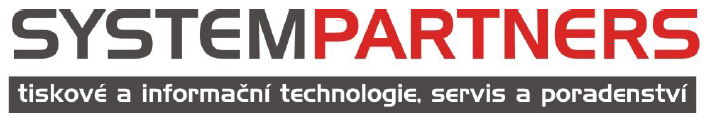 SYSTEMPARTNERS
tiskové a informační technologie, servis a poradenství